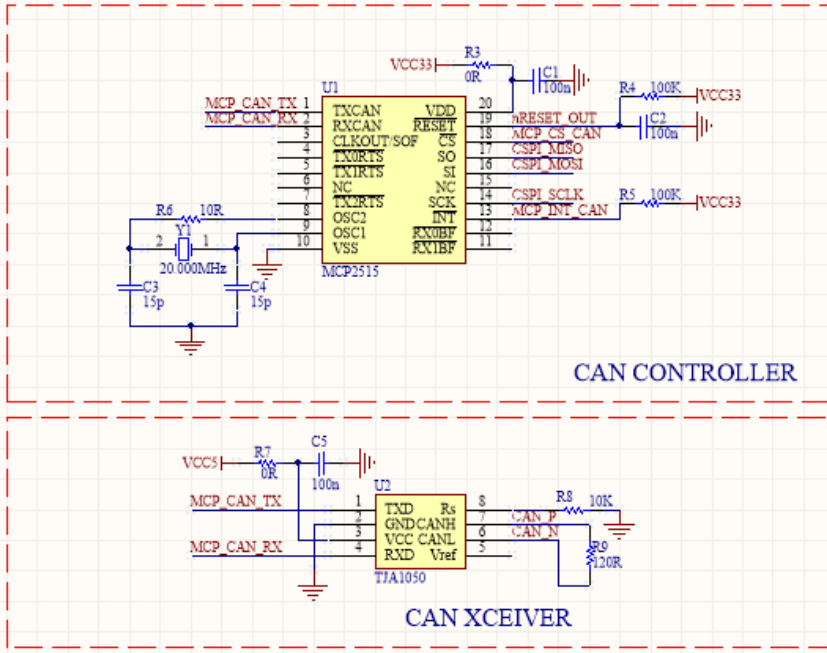 R3
VCC33 0R
C1
100n
R4 100K
VCC33
C2
100n
U1
MCP_CAN_TX 1 TXCAN VDD 20
MCP_CAN_RX 2 RXCAN RESET 19 nRESET_OUT
3 CLKOUT/SOF CS 18 MCP_CS_CAN
4 TX0RTS SO 17 CSPI_MISO
5 TX1RTS SI 16 CSPI_MOSI
6 NC NC 15
7 TX2RTS SCK 14 CSPI_SCLK
8 OSC2 INT 13 MCP_INT_CAN
9 OSC1 RX0BF 12
10 VSS RX1BF 11
MCP2515
R5 100K
VCC33
R6 10R
Y1
2 1
20.000MHz
C3
15p
C4
15p
CAN CONTROLLER
VCC5
R7
0R
C5
100n
U2
MCP_CAN_TX 1 TXD Rs 8
2 GND CANH 7 CAN_P
3 VCC CANL 6 CAN_N
MCP_CAN_RX 4 RXD Vref 5
TJA1050
R8 10K
R9
120R
CAN XCEIVER